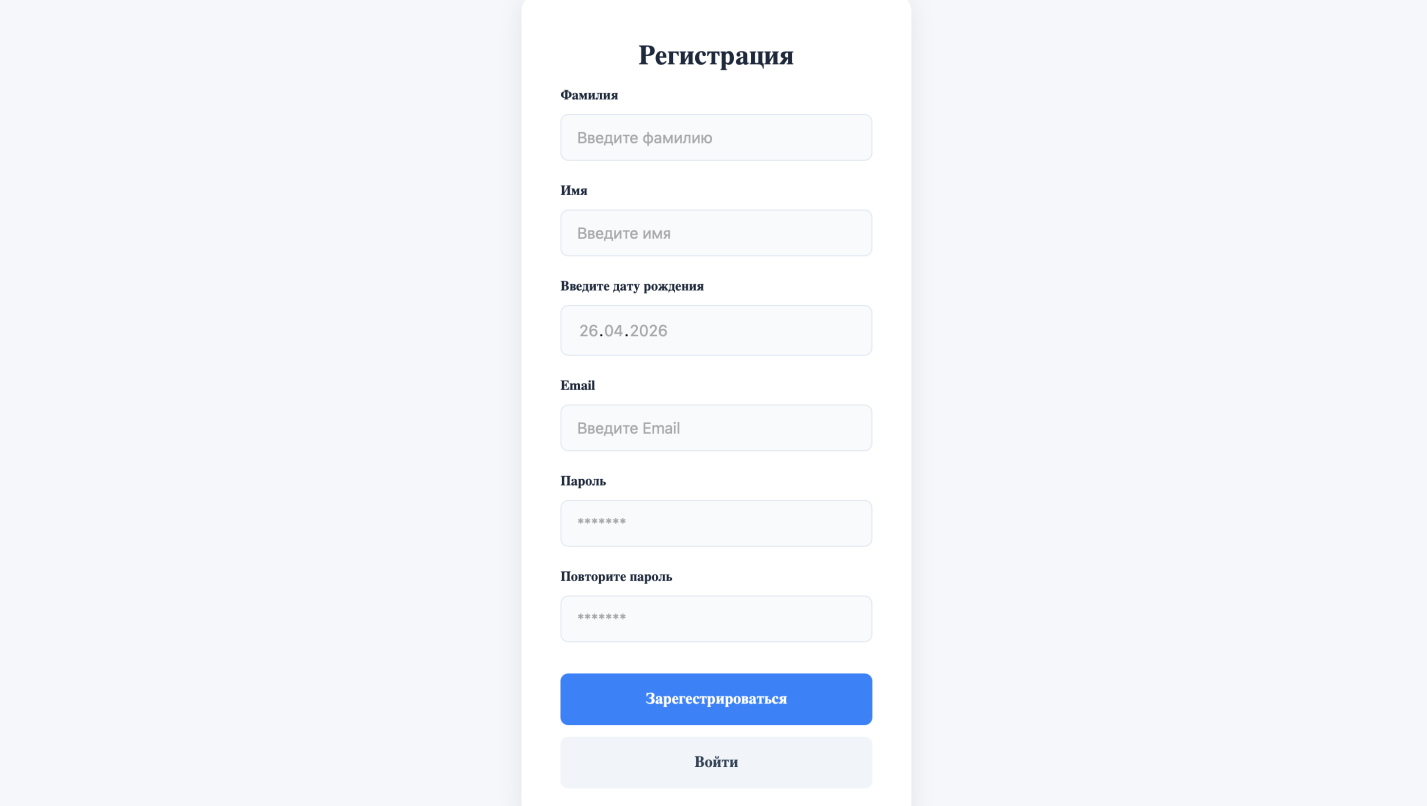 Регистрация
Фамилия
Введите фамилию
Имя
Введите имя
Введите дату рождения
26.04.2026
Email
Введите Email
Пароль
*******
Повторите пароль
*******
Зарегестрироваться
Войти